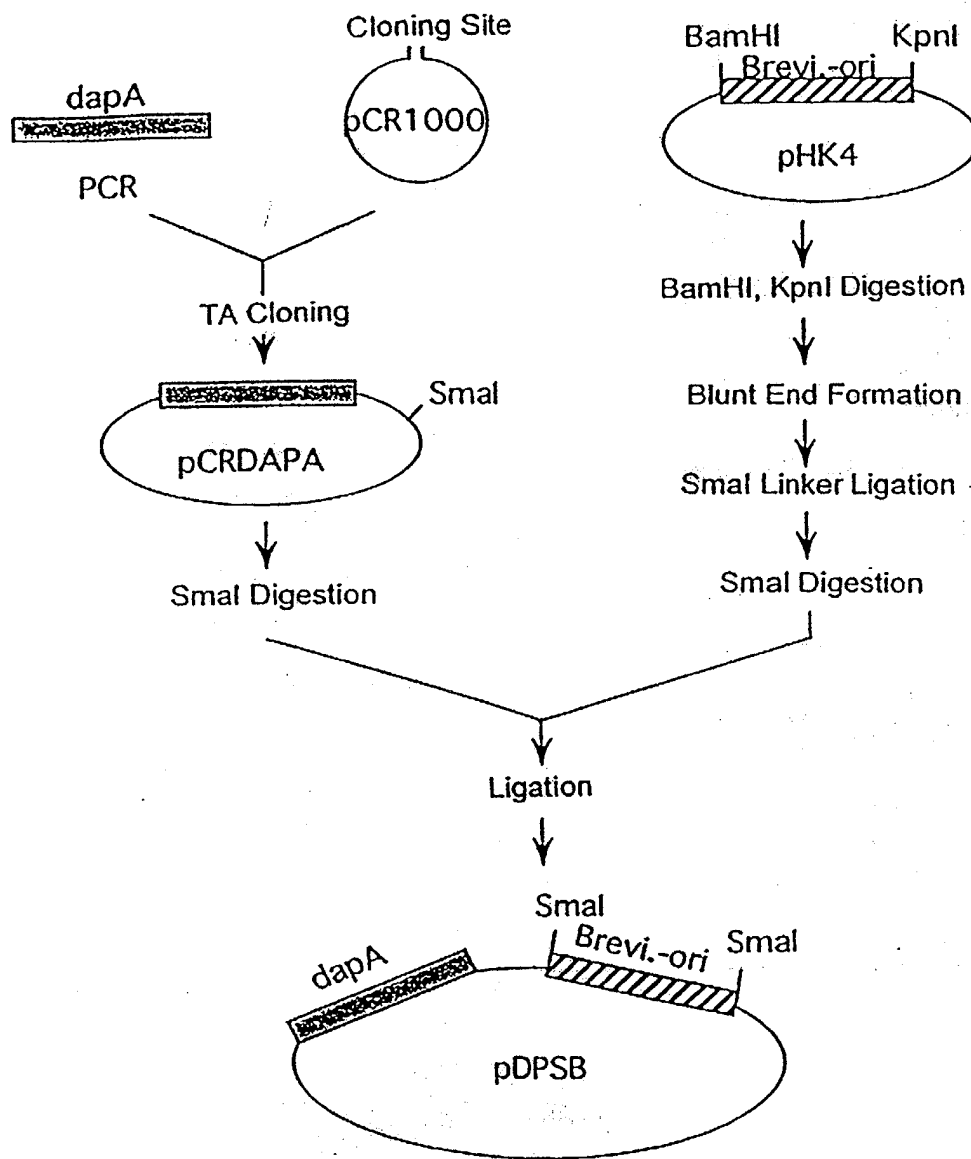 Cloning Site
dapA
pCR1000
PCR
TA Cloning
SmaI
pCRDAPA
SmaI Digestion
BamHI
KpnI
Brevi.-ori
pHK4
BamHI, KpnI Digestion
Blunt End Formation
SmaI Linker Ligation
SmaI Digestion
Ligation
SmaI
Brevi.-ori
SmaI
dapA
pDPSB